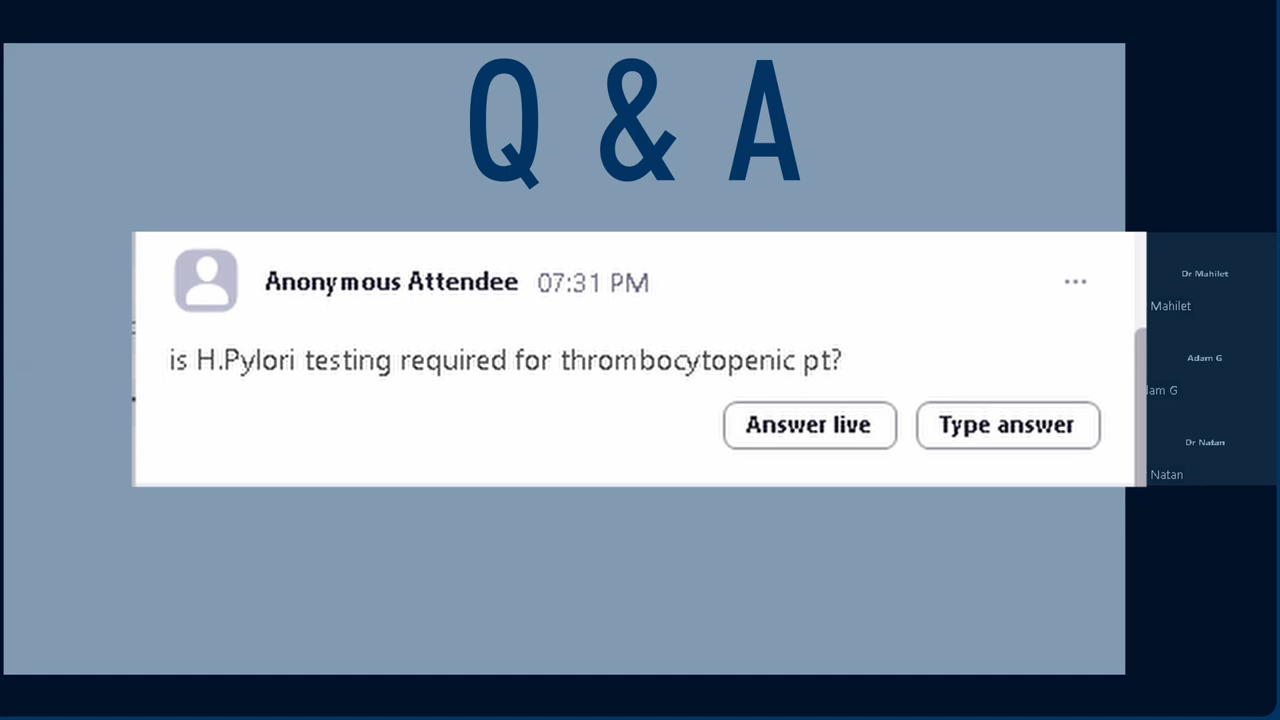 Q & A
Anonymous Attendee 07:31 PM
...
is H.Pylori testing required for thrombocytopenic pt?
Answer live Type answer
Dr Mahilet
Mahilet
Adam G
lam G
Dr Natan
Natan